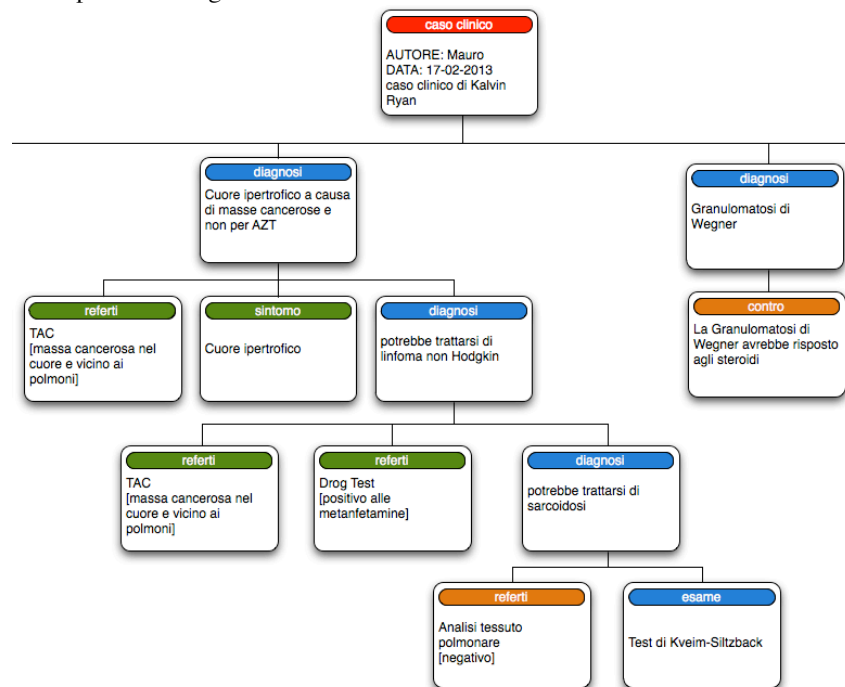 caso clinico
AUTORE: Mauro
DATA: 17-02-2013
caso clinico di Kalvin
Ryan
diagnosi
Cuore ipertrofico a causa
di masse cancerose e
non per AZT
diagnosi
Granulomatosi di
Wegner
referti
TAC
[massa cancerosa nel
cuore e vicino ai
polmoni]
sintomo
Cuore ipertrofico
diagnosi
potrebbe trattarsi di
linfoma non Hodgkin
contro
La Granulomatosi di
Wegner avrebbe risposto
agli steroidi
referti
TAC
[massa cancerosa nel
cuore e vicino ai
polmoni]
referti
Drog Test
[positivo alle
metanfetamine]
diagnosi
potrebbe trattarsi di
sarcoidosi
referti
Analisi tessuto
polmonare
[negativo]
esame
Test di Kveim-Siltzback